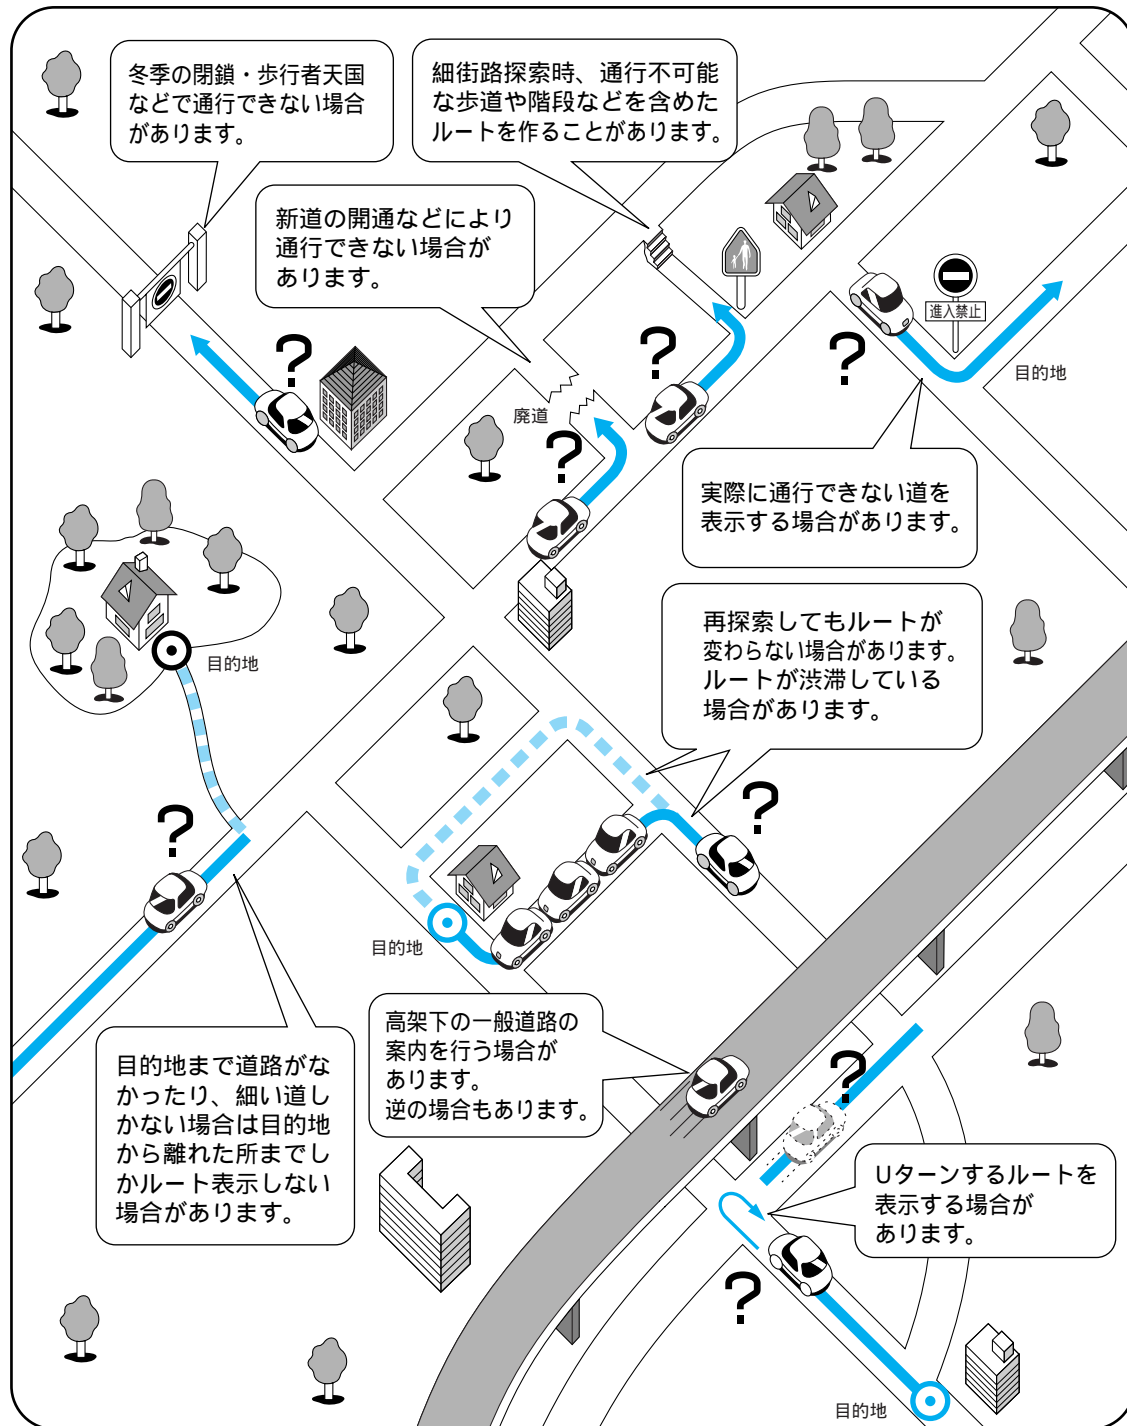 冬季の閉鎖・歩行者天国
などで通行できない場合
があります。
細街路探索時、通行不可能
な歩道や階段などを含めた
ルートを作ることがあります。
新道の開通などにより
通行できない場合が
あります。
進入禁止
目的地
廃道
実際に通行できない道を
表示する場合があります。
再探索してもルートが
変わらない場合があります。
ルートが渋滞している
場合があります。
目的地
目的地
高架下の一般道路の
案内を行う場合が
あります。
逆の場合もあります。
目的地まで道路がな
かったり、細い道し
かない場合は目的地
から離れた所までし
かルート表示しない
場合があります。
Uターンするルートを
表示する場合が
あります。
目的地